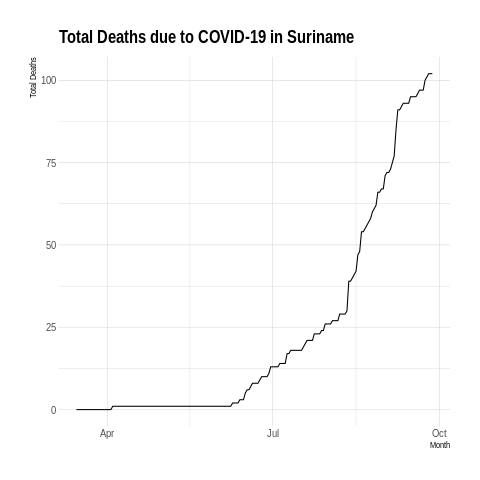 Total Deaths due to COVID-19 in Suriname
Total Deaths
100
75
50
25
0
Apr
Jul
Oct
Month